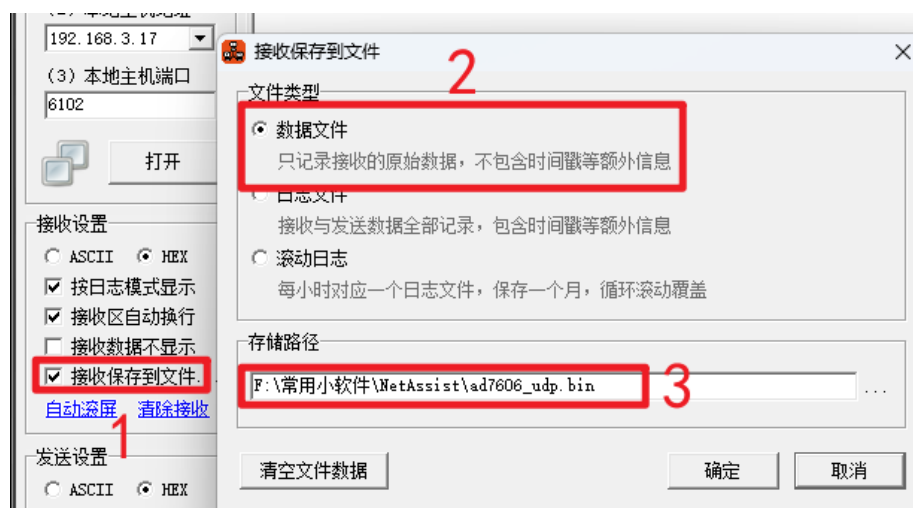 192.168.3.17
(3) 本地主机端口
6102
打开
接收设置
ASCII HEX
按日志模式显示
接收区自动换行
接收数据不显示
接收保存到文件...
自动滚屏 清除接收
1
发送设置
ASCII HEX
接收保存到文件
2
文件类型
数据文件
只记录接收的原始数据,不包含时间戳等额外信息
日志文件
接收与发送数据全部记录,包含时间戳等额外信息
滚动日志
每小时对应一个日志文件,保存一个月,循环滚动覆盖
存储路径
F:\常用小软件\NetAssist\ad7606_udp.bin
3
...
清空文件数据
确定
取消